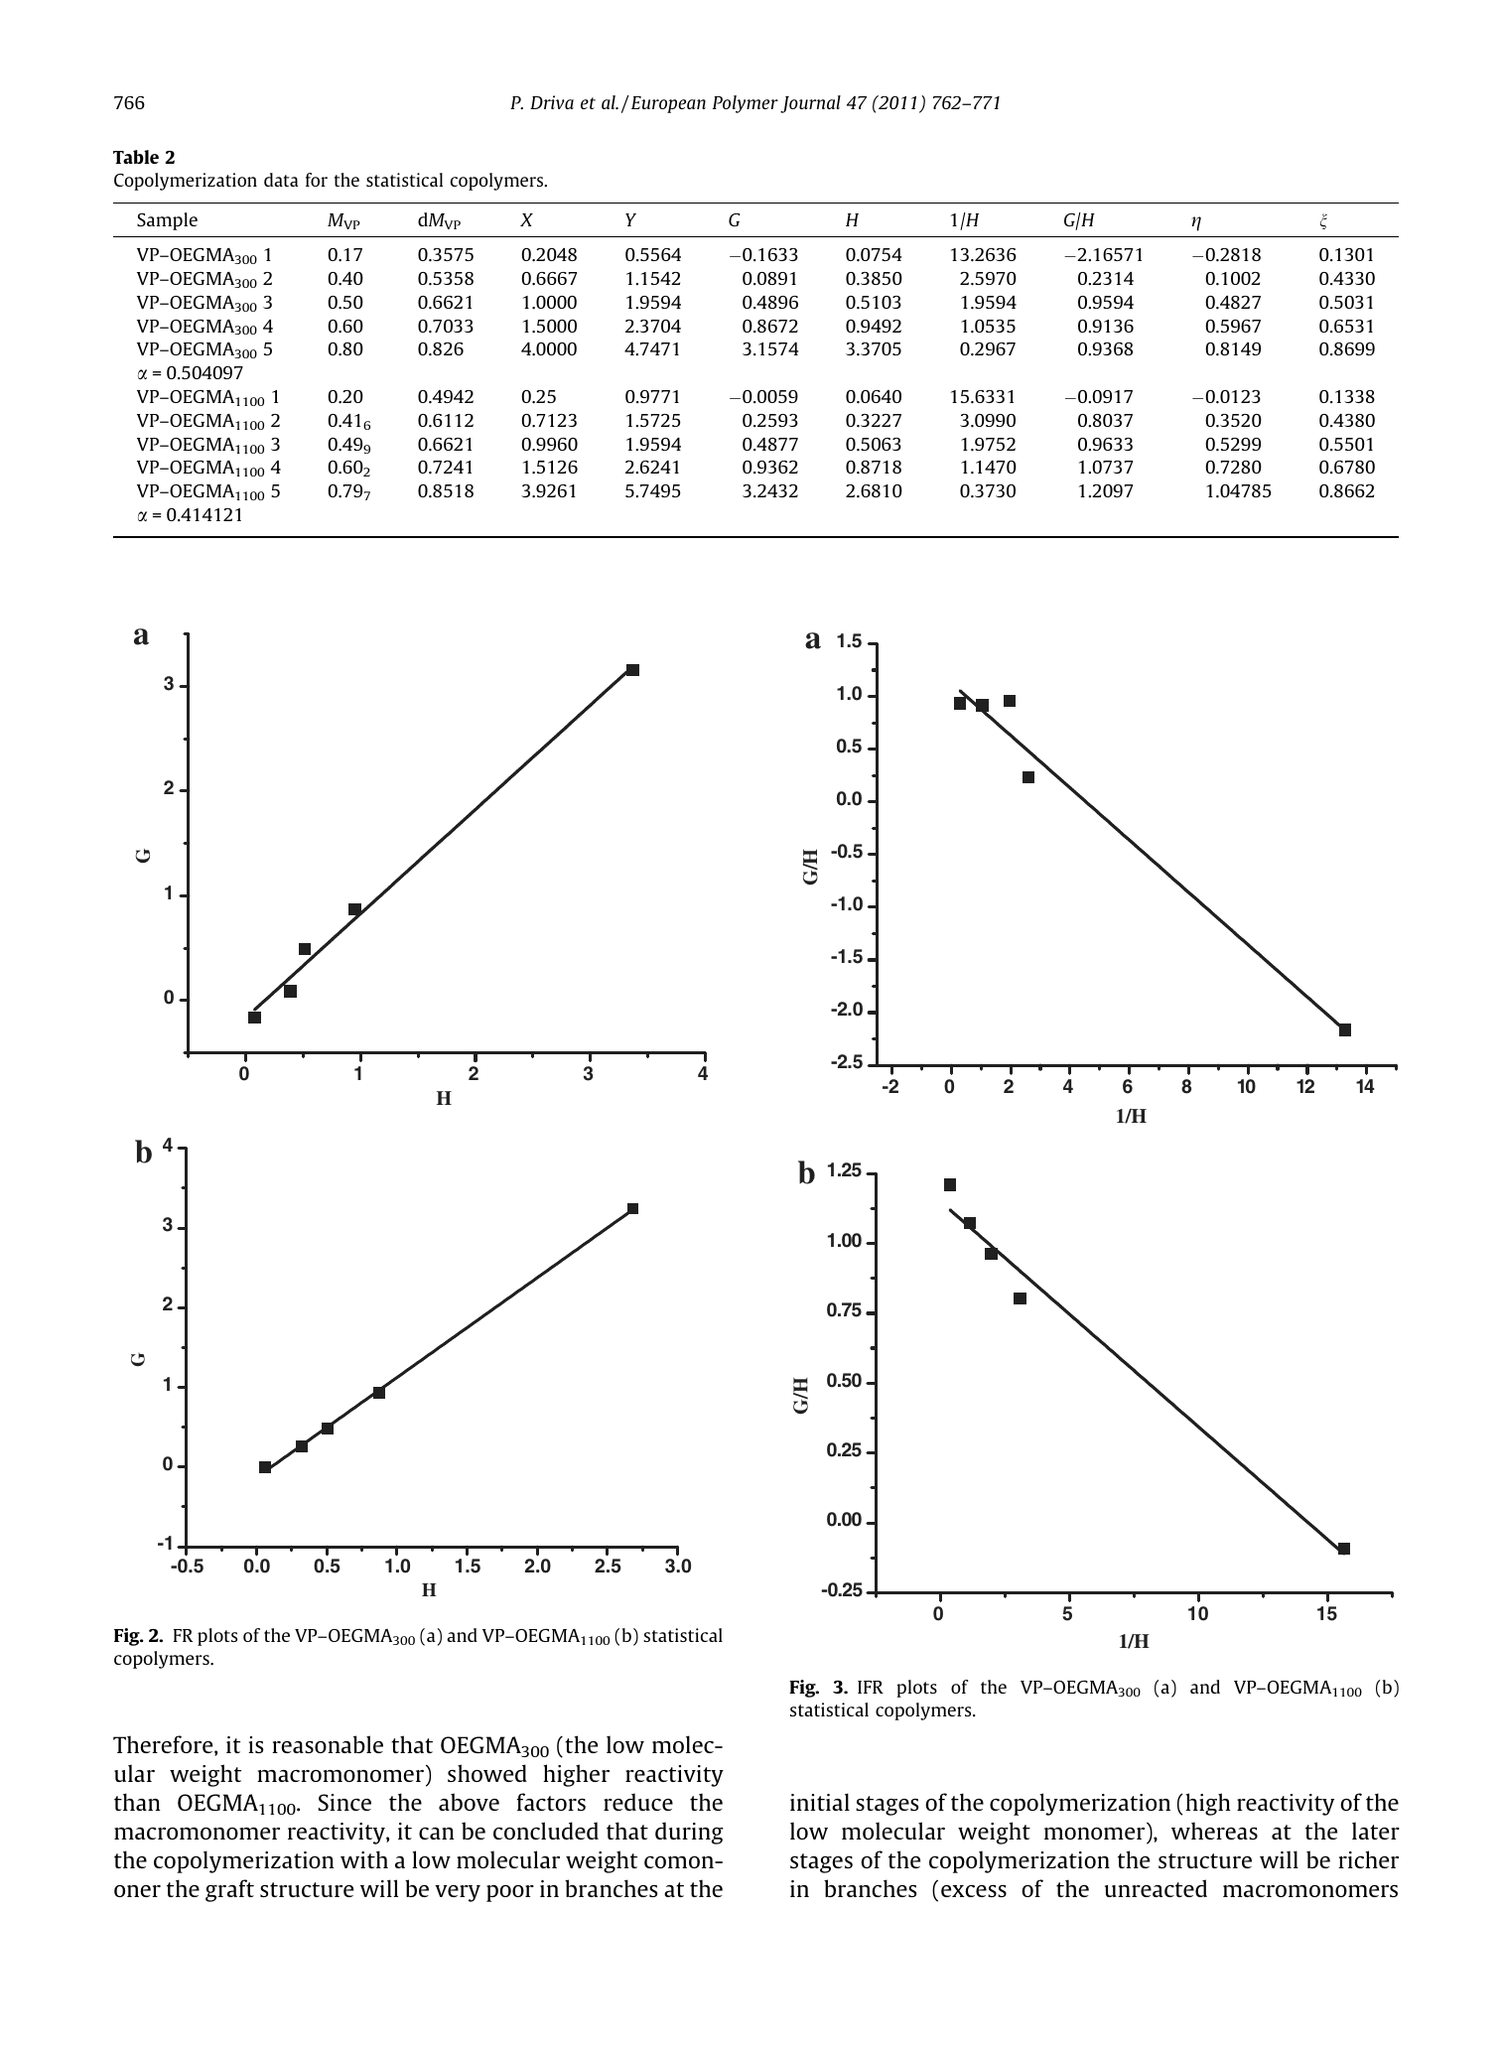 766
P. Driva et al. / European Polymer Journal 47 (2011) 762–771
Table 2
Copolymerization data for the statistical copolymers.
Sample M_VP dM_VP X Y G H 1/H G/H η ξ
VP–OEGMA₃₀₀ 1 0.17 0.3575 0.2048 0.5564 −0.1633 0.0754 13.2636 −2.16571 −0.2818 0.1301
VP–OEGMA₃₀₀ 2 0.40 0.5358 0.6667 1.1542 0.0891 0.3850 2.5970 0.2314 0.1002 0.4330
VP–OEGMA₃₀₀ 3 0.50 0.6621 1.0000 1.9594 0.4896 0.5103 1.9594 0.9594 0.4827 0.5031
VP–OEGMA₃₀₀ 4 0.60 0.7033 1.5000 2.3704 0.8672 0.9492 1.0535 0.9136 0.5967 0.6531
VP–OEGMA₃₀₀ 5 0.80 0.826 4.0000 4.7471 3.1574 3.3705 0.2967 0.9368 0.8149 0.8699
α = 0.504097
VP–OEGMA₁₁₀₀ 1 0.20 0.4942 0.25 0.9771 −0.0059 0.0640 15.6331 −0.0917 −0.0123 0.1338
VP–OEGMA₁₁₀₀ 2 0.41₆ 0.6112 0.7123 1.5725 0.2593 0.3227 3.0990 0.8037 0.3520 0.4380
VP–OEGMA₁₁₀₀ 3 0.49₉ 0.6621 0.9960 1.9594 0.4877 0.5063 1.9752 0.9633 0.5299 0.5501
VP–OEGMA₁₁₀₀ 4 0.60₂ 0.7241 1.5126 2.6241 0.9362 0.8718 1.1470 1.0737 0.7280 0.6780
VP–OEGMA₁₁₀₀ 5 0.79₇ 0.8518 3.9261 5.7495 3.2432 2.6810 0.3730 1.2097 1.04785 0.8662
α = 0.414121
a
3
2
1
0
G
0 1 2 3 4
H
b
4
3
2
1
0
-1
G
-0.5 0.0 0.5 1.0 1.5 2.0 2.5 3.0
H
Fig. 2. FR plots of the VP–OEGMA₃₀₀ (a) and VP–OEGMA₁₁₀₀ (b) statistical
copolymers.
Therefore, it is reasonable that OEGMA₃₀₀ (the low molec-
ular weight macromonomer) showed higher reactivity
than OEGMA₁₁₀₀. Since the above factors reduce the
macromonomer reactivity, it can be concluded that during
the copolymerization with a low molecular weight comon-
oner the graft structure will be very poor in branches at the
a
1.5
1.0
0.5
0.0
-0.5
-1.0
-1.5
-2.0
-2.5
G/H
-2 0 2 4 6 8 10 12 14
1/H
b
1.25
1.00
0.75
0.50
0.25
0.00
-0.25
G/H
0 5 10 15
1/H
Fig. 3. IFR plots of the VP–OEGMA₃₀₀ (a) and VP–OEGMA₁₁₀₀ (b)
statistical copolymers.
initial stages of the copolymerization (high reactivity of the
low molecular weight monomer), whereas at the later
stages of the copolymerization the structure will be richer
in branches (excess of the unreacted macromonomers